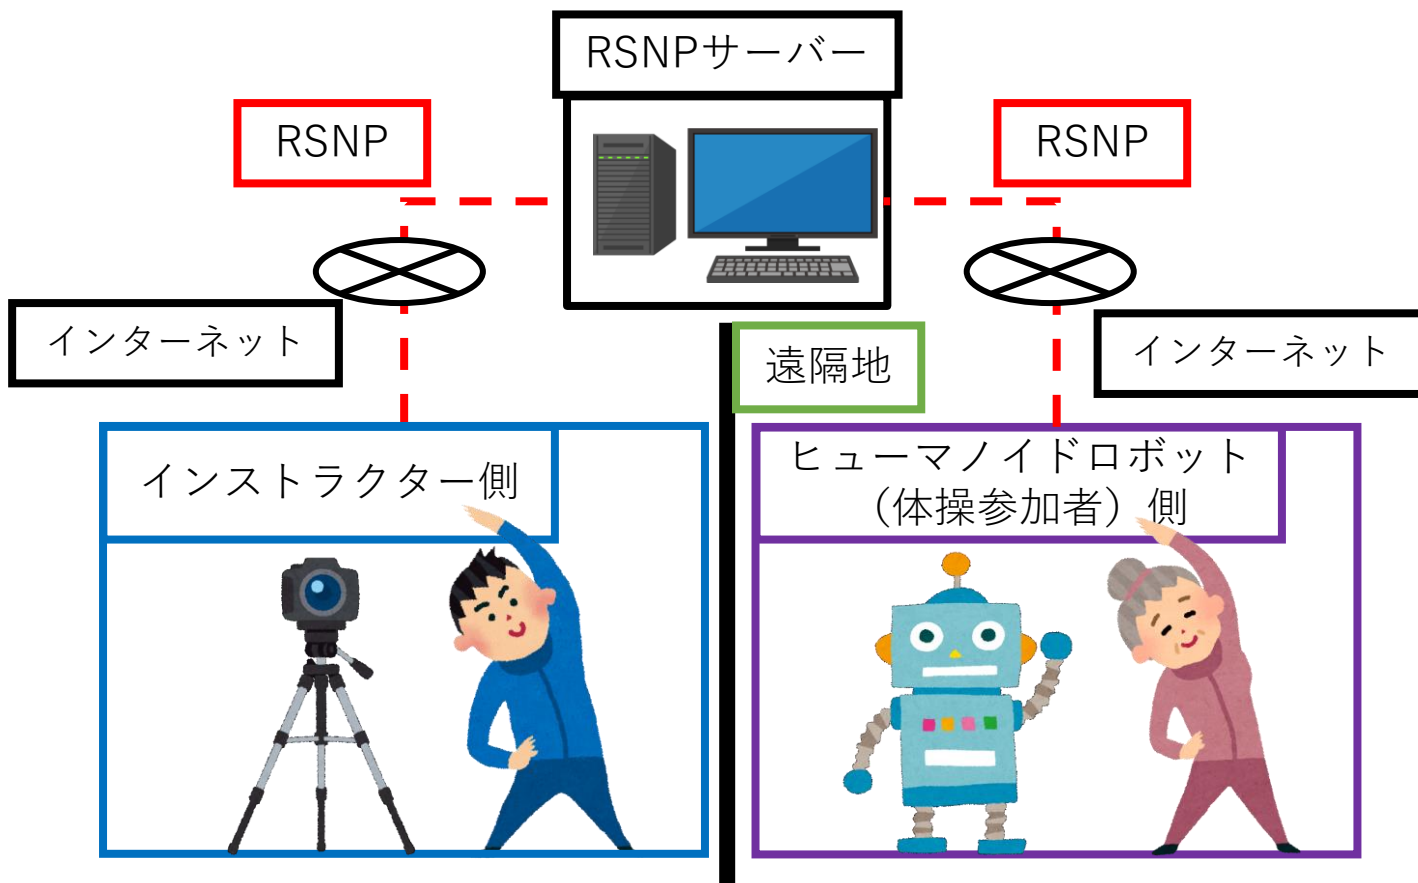 RSNPサーバー
RSNP
RSNP
インターネット
遠隔地
インターネット
インストラクター側
ヒューマノイドロボット
（体操参加者）側